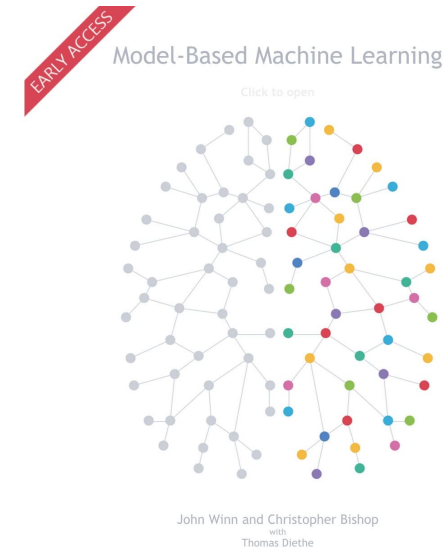 EARLY ACCESS
Model-Based Machine Learning
Click to open
John Winn and Christopher Bishop
with
Thomas Diethe